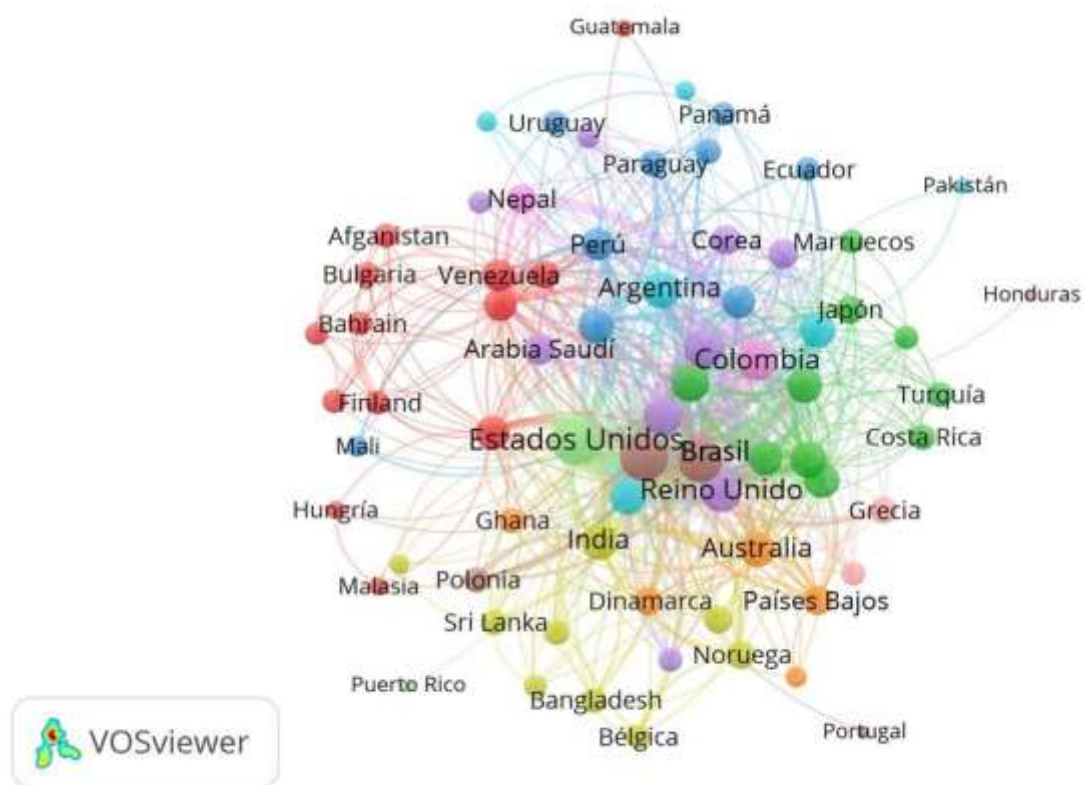 Guatemala
Panamá
Uruguay
Paraguay
Ecuador
Pakistán
Nepal
Afganistan
Perú
Corea
Marruecos
Bulgaria
Venezuela
Argentina
Honduras
Bahrain
Japón
Arabia Saudí
Colombia
Finland
Turquía
Mali
Estados Unidos
Brasil
Costa Rica
Reino Unido
Hungría
Ghana
Grecia
India
Australia
Malasia
Polonia
Dinamarca
Países Bajos
Sri Lanka
Noruega
Puerto Rico
Bangladesh
Bélgica
Portugal
VOSviewer